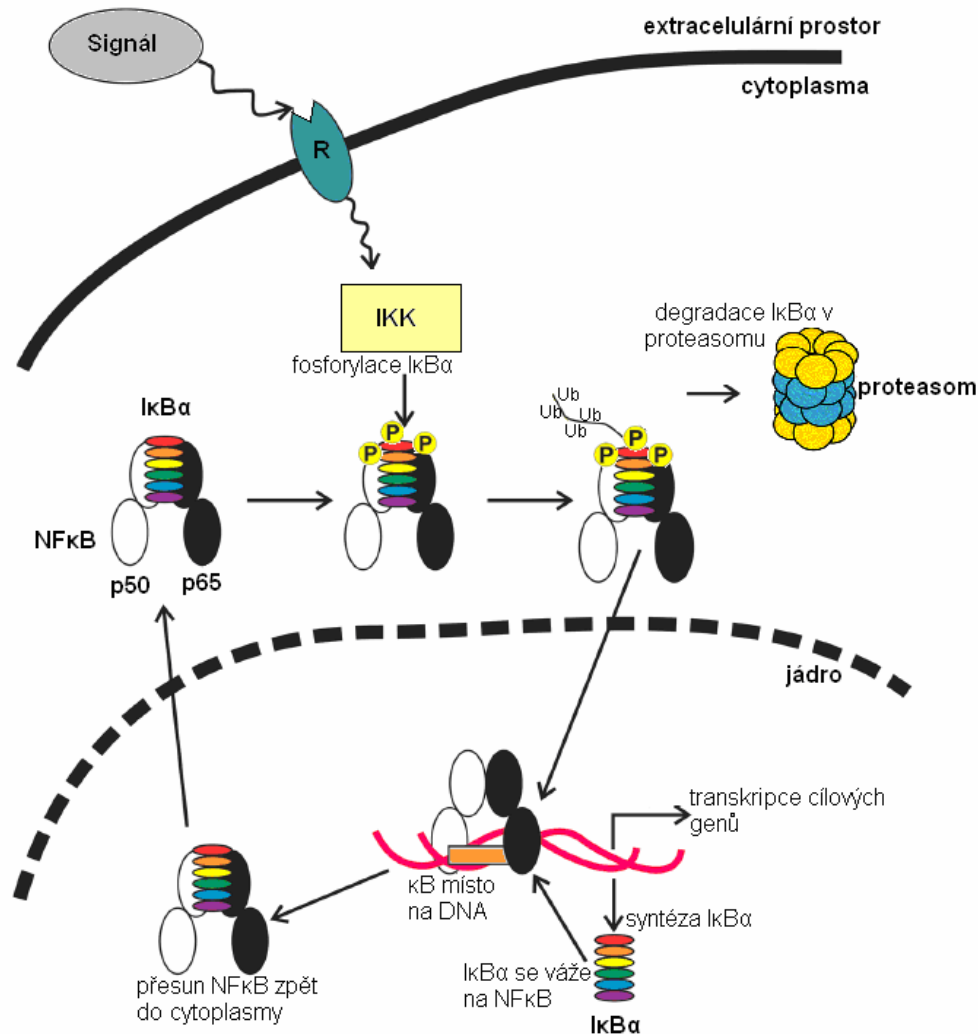 Signál
extracelulární prostor
cytoplasma
R
IKK
fosforylace IκBα
degradace IκBα v
proteasomu
proteasom
IκBα
P
P
P
Ub
Ub
Ub
Ub
P
P
P
NFκB
p50
p65
jádro
transkripce cílových
genů
κB místo
na DNA
syntéza IκBα
IκBα se váže
na NFκB
IκBα
přesun NFκB zpět
do cytoplasmy